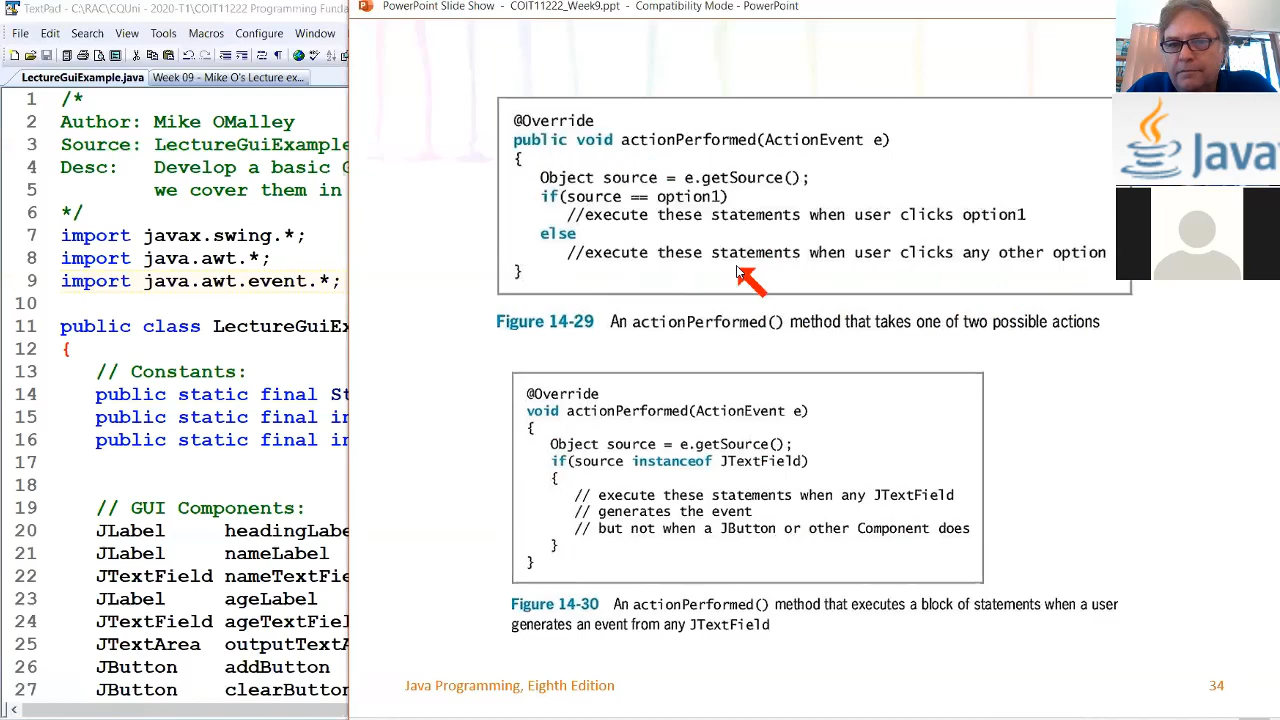 TextPad - C:\RAC\CQUni - 2020-T1\COIT11222 Programming Funda
File Edit Search View Tools Macros Configure Window
LectureGuiExample.java Week 09 - Mike O's Lecture ex...
1 /*
2 Author: Mike OMalley
3 Source: LectureGuiExample
4 Desc: Develop a basic G
5 we cover them in
6 */
7 import javax.swing.*;
8 import java.awt.*;
9 import java.awt.event.*;
10
11 public class LectureGuiEx
12 {
13 // Constants:
14 public static final St
15 public static final in
16 public static final in
17
18
19 // GUI Components:
20 JLabel headingLabe
21 JLabel nameLabel
22 JTextField nameTextFie
23 JLabel ageLabel
24 JTextField ageTextFiel
25 JTextArea outputTextA
26 JButton addButton
27 JButton clearButton
PowerPoint Slide Show - COIT11222_Week9.ppt - Compatibility Mode - PowerPoint
@Override
public void actionPerformed(ActionEvent e)
{
Object source = e.getSource();
if(source == option1)
//execute these statements when user clicks option1
else
//execute these statements when user clicks any other option
}
Figure 14-29 An actionPerformed() method that takes one of two possible actions
@Override
void actionPerformed(ActionEvent e)
{
Object source = e.getSource();
if(source instanceof JTextField)
{
// execute these statements when any JTextField
// generates the event
// but not when a JButton or other Component does
}
}
Figure 14-30 An actionPerformed() method that executes a block of statements when a user
generates an event from any JTextField
Java Programming, Eighth Edition
34
Java